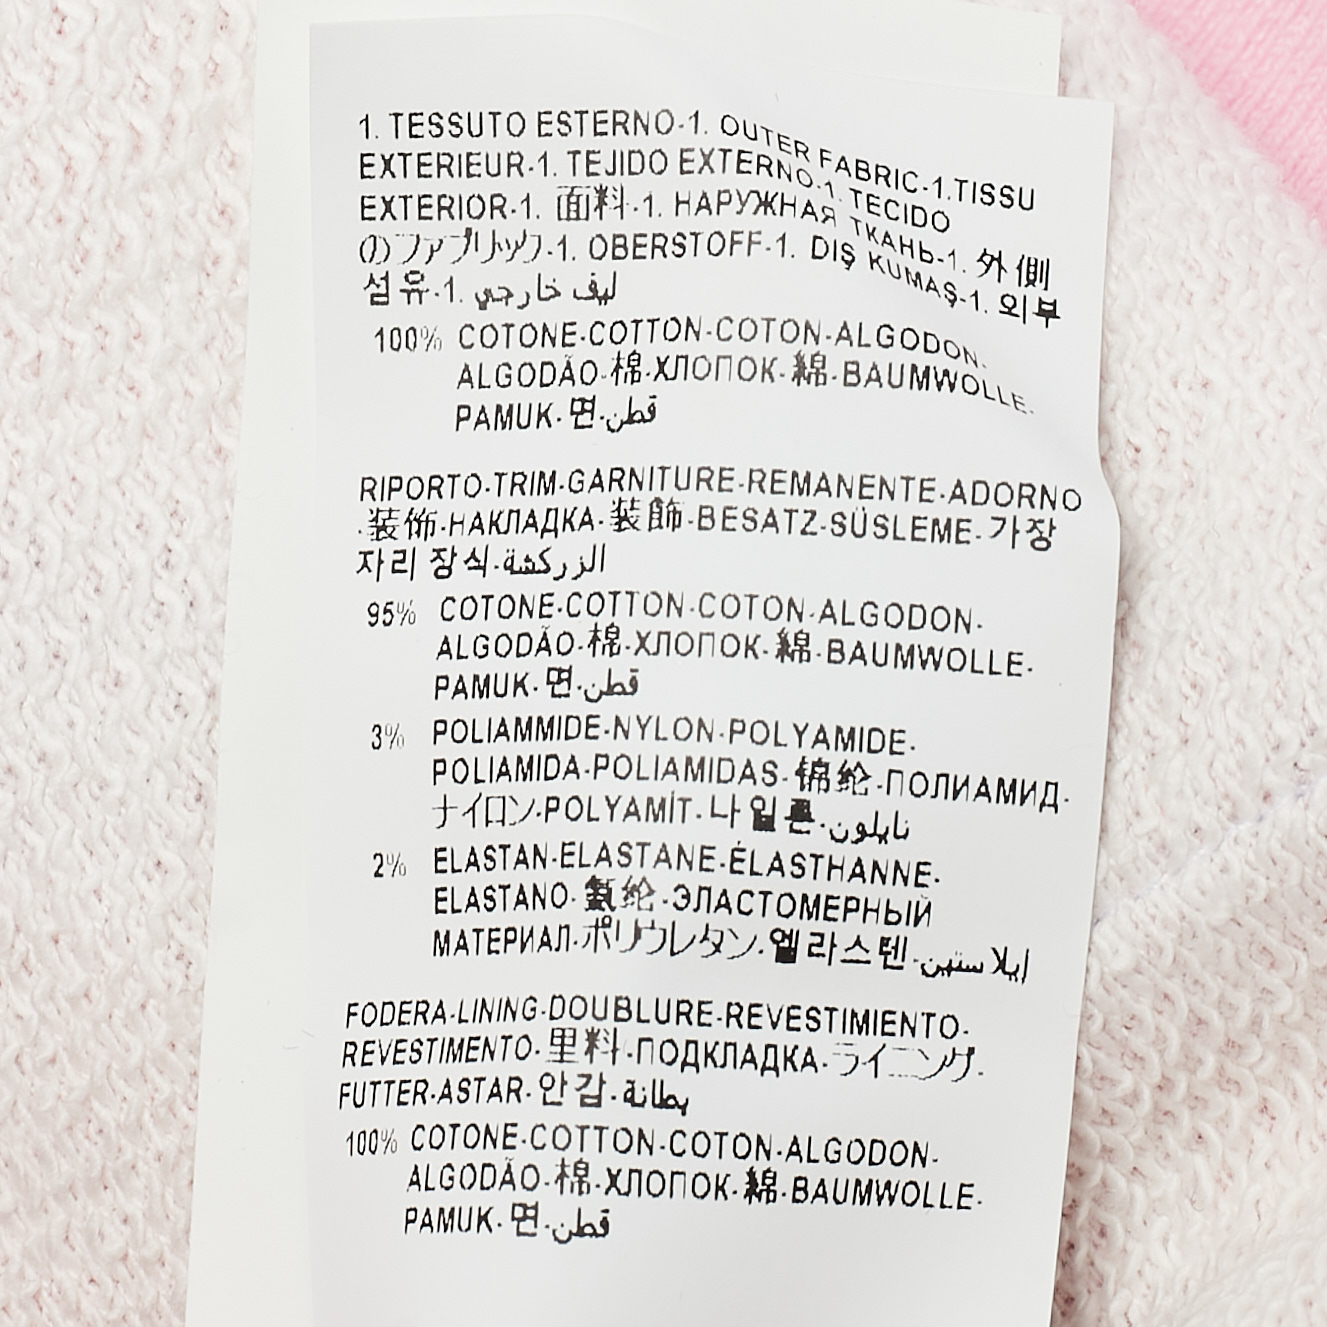 1. TESSUTO ESTERNO-1. OUTER FABRIC-1.TISSU
EXTERIEUR-1. TEJIDO EXTERNO-1. TECIDO
EXTERIOR-1. 面料-1. НАРУЖНАЯ ТКАНЬ-1. 外側
のファブリック-1. OBERSTOFF-1. DIŞ KUMAŞ-1. 외부
섬유-1. ليف خارجي
100% COTONE-COTTON-COTON-ALGODON-
ALGODÃO-棉-ХЛОПОК-綿-BAUMWOLLE-
PAMUK-면-قطن
RIPORTO-TRIM-GARNITURE-REMANENTE-ADORNO
-装饰-НАКЛАДКА-装飾-BESATZ-SÜSLEME-가장
자리 장식-الزركشة
95% COTONE-COTTON-COTON-ALGODON-
ALGODÃO-棉-ХЛОПОК-綿-BAUMWOLLE-
PAMUK-면-قطن
3% POLIAMMIDE-NYLON-POLYAMIDE-
POLIAMIDA-POLIAMIDAS-锦纶-ПОЛИАМИД-
ナイロン-POLYAMİT-나일론-نايلون
2% ELASTAN-ELASTANE-ÉLASTHANNE-
ELASTANO-氨纶-ЭЛАСТОМЕРНЫЙ
МАТЕРИАЛ-ポリウレタン-엘라스텐-إيلاستين
FODERA-LINING-DOUBLURE-REVESTIMIENTO-
REVESTIMENTO-里料-ПОДКЛАДКА-ライニング-
FUTTER-ASTAR-안감-بطانة
100% COTONE-COTTON-COTON-ALGODON-
ALGODÃO-棉-ХЛОПОК-綿-BAUMWOLLE-
PAMUK-면-قطن